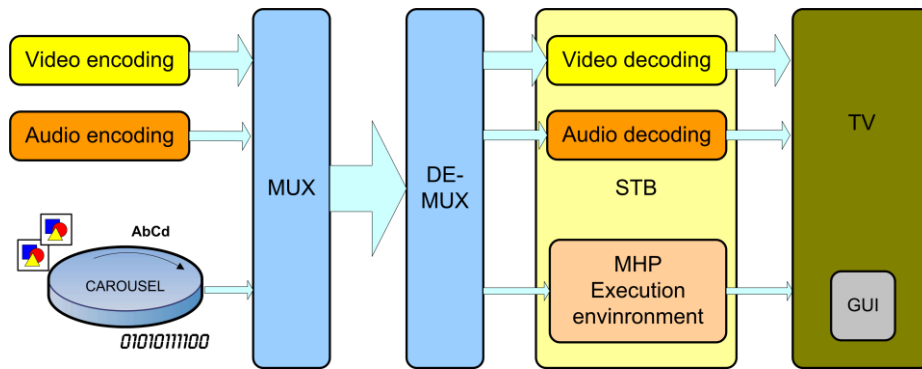 Video encoding
Audio encoding
AbCd
CAROUSEL
01010111100
MUX
DE-
MUX
Video decoding
Audio decoding
STB
MHP
Execution
envinronment
TV
GUI